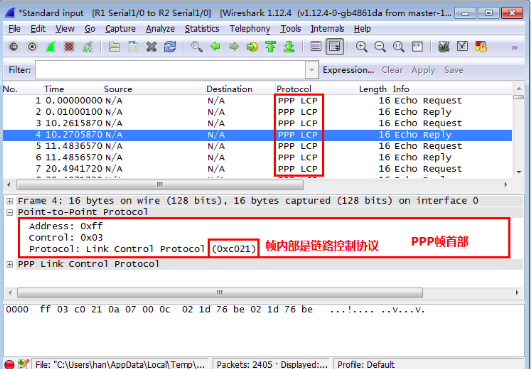 *Standard input   [R1 Serial1/0 to R2 Serial1/0]   [Wireshark 1.12.4  (v1.12.4-0-gb4861da from master-1...
File Edit View Go Capture Analyze Statistics Telephony Tools Internals Help
Filter: Expression... Clear Apply Save
No. Time Source Destination Protocol Length Info
1 0.00000000 N/A N/A PPP LCP 16 Echo Request
2 0.01000100 N/A N/A PPP LCP 16 Echo Reply
3 10.2615870 N/A N/A PPP LCP 16 Echo Request
4 10.2705870 N/A N/A PPP LCP 16 Echo Reply
5 11.4836570 N/A N/A PPP LCP 16 Echo Request
6 11.4856570 N/A N/A PPP LCP 16 Echo Reply
7 20.4941720 N/A N/A PPP LCP 16 Echo Request
Frame 4: 16 bytes on wire (128 bits), 16 bytes captured (128 bits) on interface 0
Point-to-Point Protocol
Address: 0xff
Control: 0x03
Protocol: Link Control Protocol (0xc021) 帧内部是链路控制协议 PPP帧首部
PPP Link Control Protocol
0000 ff 03 c0 21 0a 07 00 0c 02 1d 76 be 02 1d 76 be ...!.... ..v...v.
File: "C:\Users\han\AppData\Local\Temp\... Packets: 2405 · Displayed:... Profile: Default